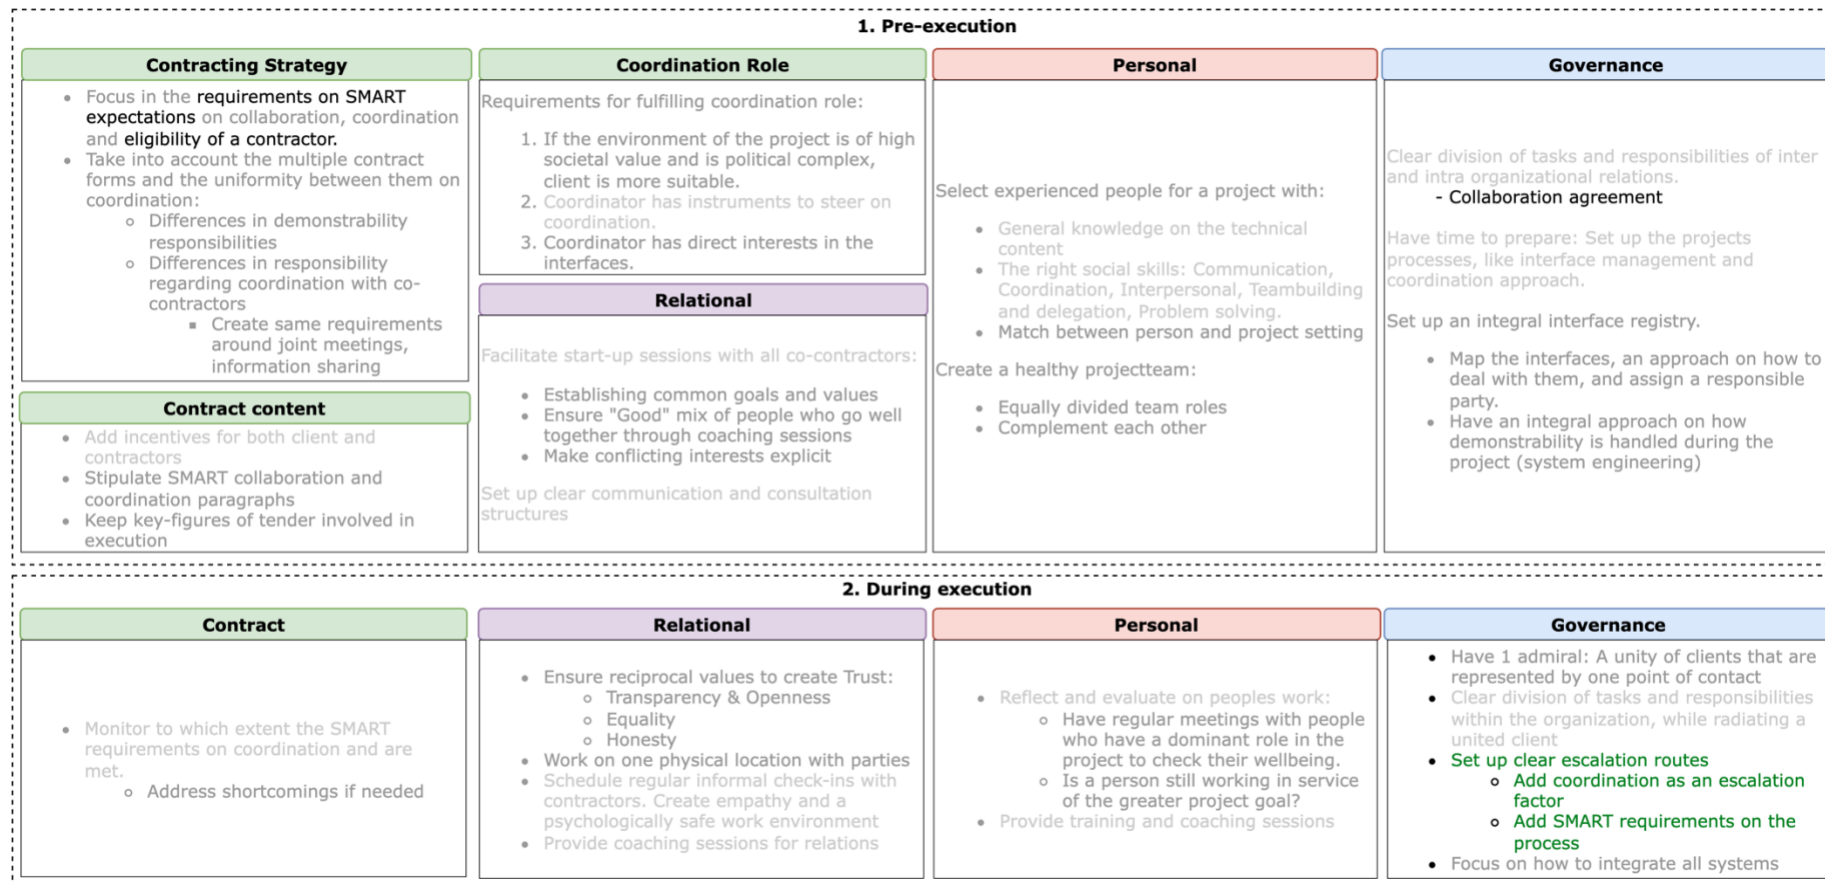 1. Pre-execution
Contracting Strategy
• Focus in the requirements on SMART
expectations on collaboration, coordination
and eligibility of a contractor.
• Take into account the multiple contract
forms and the uniformity between them on
coordination:
○ Differences in demonstrability
responsibilities
○ Differences in responsibility
regarding coordination with co-
contractors
▪ Create same requirements
around joint meetings,
information sharing
Contract content
• Add incentives for both client and
contractors
• Stipulate SMART collaboration and
coordination paragraphs
• Keep key-figures of tender involved in
execution
Coordination Role
Requirements for fulfilling coordination role:
1. If the environment of the project is of high
societal value and is political complex,
client is more suitable.
2. Coordinator has instruments to steer on
coordination.
3. Coordinator has direct interests in the
interfaces.
Relational
Facilitate start-up sessions with all co-contractors:
• Establishing common goals and values
• Ensure "Good" mix of people who go well
together through coaching sessions
• Make conflicting interests explicit
Set up clear communication and consultation
structures
Personal
Select experienced people for a project with:
• General knowledge on the technical
content
• The right social skills: Communication,
Coordination, Interpersonal, Teambuilding
and delegation, Problem solving.
• Match between person and project setting
Create a healthy projectteam:
• Equally divided team roles
• Complement each other
Governance
Clear division of tasks and responsibilities of inter
and intra organizational relations.
- Collaboration agreement
Have time to prepare: Set up the projects
processes, like interface management and
coordination approach.
Set up an integral interface registry.
• Map the interfaces, an approach on how to
deal with them, and assign a responsible
party.
• Have an integral approach on how
demonstrability is handled during the
project (system engineering)
2. During execution
Contract
• Monitor to which extent the SMART
requirements on coordination and are
met.
○ Address shortcomings if needed
Relational
• Ensure reciprocal values to create Trust:
○ Transparency & Openness
○ Equality
○ Honesty
• Work on one physical location with parties
• Schedule regular informal check-ins with
contractors. Create empathy and a
psychologically safe work environment
• Provide coaching sessions for relations
Personal
• Reflect and evaluate on peoples work:
○ Have regular meetings with people
who have a dominant role in the
project to check their wellbeing.
○ Is a person still working in service
of the greater project goal?
• Provide training and coaching sessions
Governance
• Have 1 admiral: A unity of clients that are
represented by one point of contact
• Clear division of tasks and responsibilities
within the organization, while radiating a
united client
• Set up clear escalation routes
○ Add coordination as an escalation
factor
○ Add SMART requirements on the
process
• Focus on how to integrate all systems